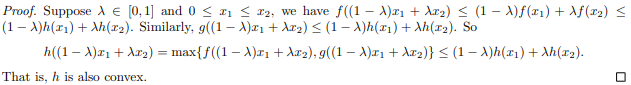 Proof. Suppose λ ∈ [0, 1] and 0 ≤ x₁ ≤ x₂, we have f((1 − λ)x₁ + λx₂) ≤ (1 − λ)f(x₁) + λf(x₂) ≤
(1 − λ)h(x₁) + λh(x₂). Similarly, g((1 − λ)x₁ + λx₂) ≤ (1 − λ)h(x₁) + λh(x₂). So
h((1 − λ)x₁ + λx₂) = max{f((1 − λ)x₁ + λx₂), g((1 − λ)x₁ + λx₂)} ≤ (1 − λ)h(x₁) + λh(x₂).
That is, h is also convex. □